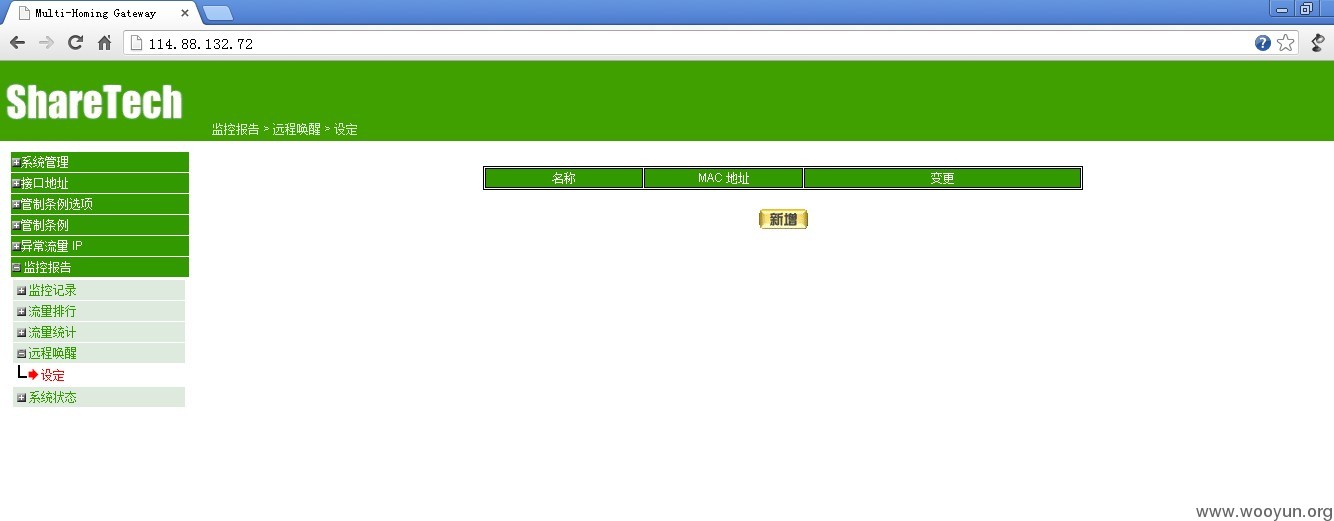 Multi-Homing Gateway
114.88.132.72
ShareTech
监控报告 > 远程唤醒 > 设定
系统管理
接口地址
管制条例选项
管制条例
异常流量 IP
监控报告
监控记录
流量排行
流量统计
远程唤醒
设定
系统状态
名称 MAC 地址 变更
新增
www.wooyun.org